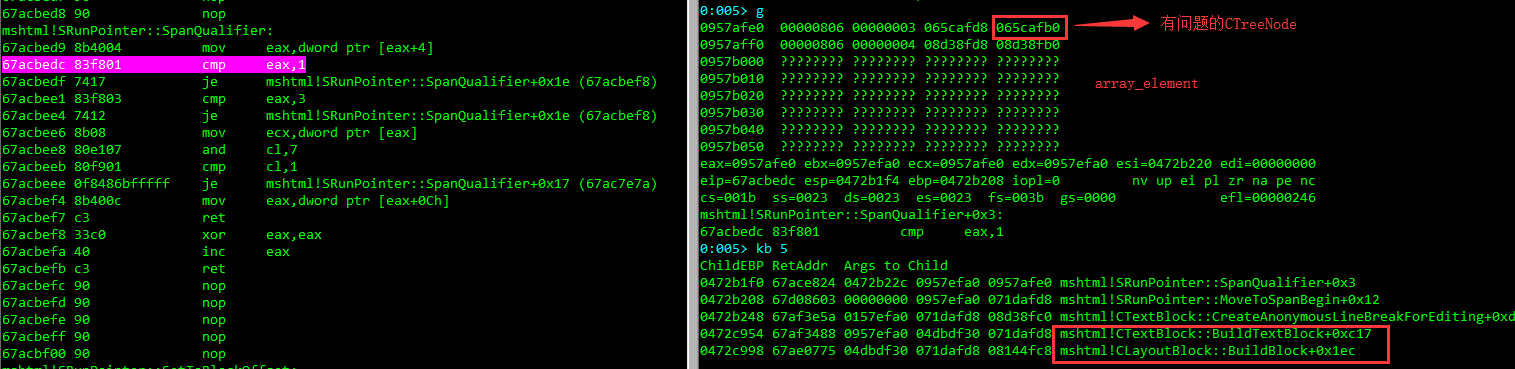 67acbed8 90 nop
mshtml!SRunPointer::SpanQualifier:
67acbed9 8b4004 mov eax,dword ptr [eax+4]
67acbedc 83f801 cmp eax,1
67acbedf 7417 je mshtml!SRunPointer::SpanQualifier+0x1e (67acbef8)
67acbee1 83f803 cmp eax,3
67acbee4 7412 je mshtml!SRunPointer::SpanQualifier+0x1e (67acbef8)
67acbee6 8b08 mov ecx,dword ptr [eax]
67acbee8 80e107 and cl,7
67acbeeb 80f901 cmp cl,1
67acbeee 0f8486bfffff je mshtml!SRunPointer::SpanQualifier+0x17 (67ac7e7a)
67acbef4 8b400c mov eax,dword ptr [eax+0Ch]
67acbef7 c3 ret
67acbef8 33c0 xor eax,eax
67acbefa 40 inc eax
67acbefb c3 ret
67acbefc 90 nop
67acbefd 90 nop
67acbefe 90 nop
67acbeff 90 nop
67acbf00 90 nop
0:005> g
0957afe0 00000806 00000003 065cafd8 065cafb0
有问题的CTreeNode
0957aff0 00000806 00000004 08d38fd8 08d38fb0
0957b000 ???????? ???????? ???????? ????????
0957b010 ???????? ???????? ???????? ????????
array_element
0957b020 ???????? ???????? ???????? ????????
0957b030 ???????? ???????? ???????? ????????
0957b040 ???????? ???????? ???????? ????????
0957b050 ???????? ???????? ???????? ????????
eax=0957afe0 ebx=0957efa0 ecx=0957afe0 edx=0957efa0 esi=0472b220 edi=00000000
eip=67acbedc esp=0472b1f4 ebp=0472b208 iopl=0 nv up ei pl zr na pe nc
cs=001b ss=0023 ds=0023 es=0023 fs=003b gs=0000 efl=00000246
mshtml!SRunPointer::SpanQualifier+0x3:
67acbedc 83f801 cmp eax,1
0:005> kb 5
ChildEBP RetAddr Args to Child
0472b1f0 67ace824 0472b22c 0957efa0 0957afe0 mshtml!SRunPointer::SpanQualifier+0x3
0472b208 67d08603 00000000 0957efa0 071dafd8 mshtml!SRunPointer::MoveToSpanBegin+0x12
0472b248 67af3e5a 0157efa0 071dafd8 08d38fc0 mshtml!CTextBlock::CreateAnonymousLineBreakForEditing+0xd
0472c954 67af3488 0957efa0 04dbdf30 071dafd8 mshtml!CTextBlock::BuildTextBlock+0xc17
0472c998 67ae0775 04dbdf30 071dafd8 08144fc8 mshtml!CLayoutBlock::BuildBlock+0x1ec